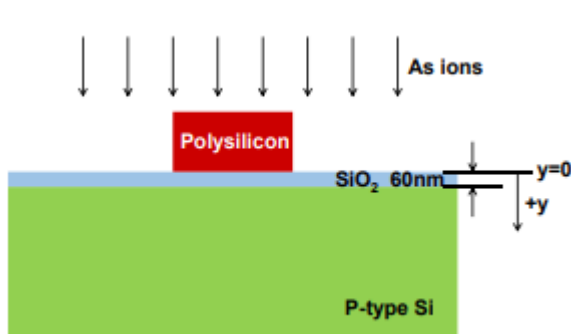 As ions
Polysilicon
SiO₂ 60nm
y=0
+y
P-type Si